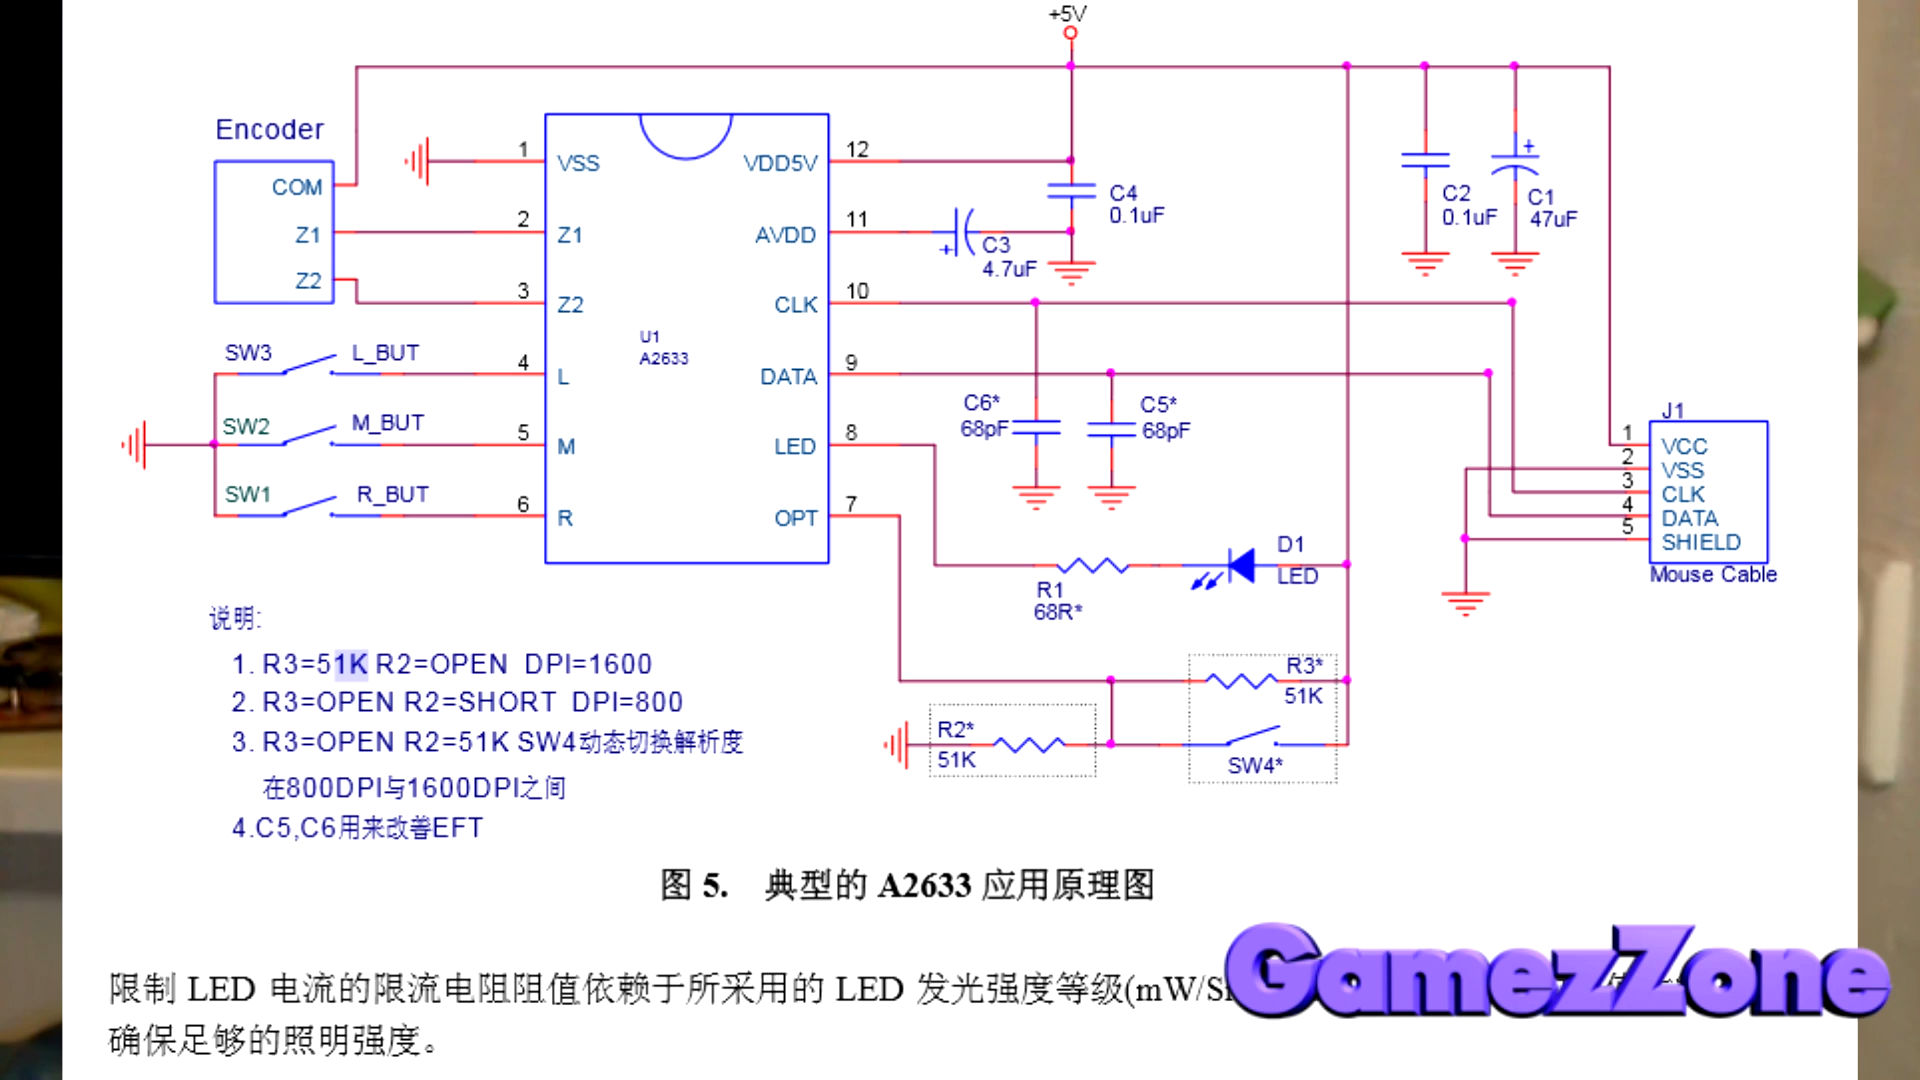 +5V
Encoder
COM
Z1
Z2
1
VSS
2
Z1
3
Z2
4
L
5
M
6
R
SW3
L_BUT
SW2
M_BUT
SW1
R_BUT
U1
A2633
VDD5V
12
AVDD
11
CLK
10
DATA
9
LED
8
OPT
7
C4
0.1uF
+
C3
4.7uF
C2
0.1uF
+
C1
47uF
C6*
68pF
C5*
68pF
R1
68R*
D1
LED
R3*
51K
R2*
51K
SW4*
J1
1 VCC
2 VSS
3 CLK
4 DATA
5 SHIELD
Mouse Cable
说明:
1. R3=51K R2=OPEN DPI=1600
2. R3=OPEN R2=SHORT DPI=800
3. R3=OPEN R2=51K SW4动态切换解析度
在800DPI与1600DPI之间
4.C5,C6用来改善EFT
图 5. 典型的 A2633 应用原理图
限制 LED 电流的限流电阻阻值依赖于所采用的 LED 发光强度等级(mW/S
GamezZone
确保足够的照明强度。